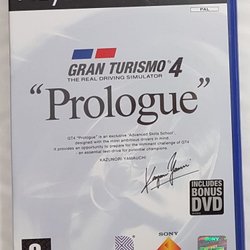 PAL
GRAN TURISMO 4
THE REAL DRIVING SIMULATOR
"Prologue"
GT4 "Prologue" is an exclusive "Advanced Skills School"
designed with the most ambitious drivers in mind.
It provides an opportunity to prepare for the imminent challenge of GT4
- an essential test-drive for potential champions.
KAZUNORI YAMAUCHI
INCLUDES
BONUS
DVD
SONY